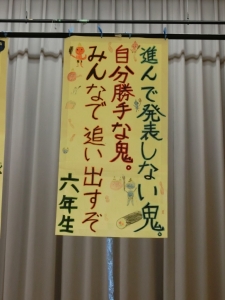 進んで発表しない鬼。
自分勝手な鬼。
みんなで追い出すぞ
六年生